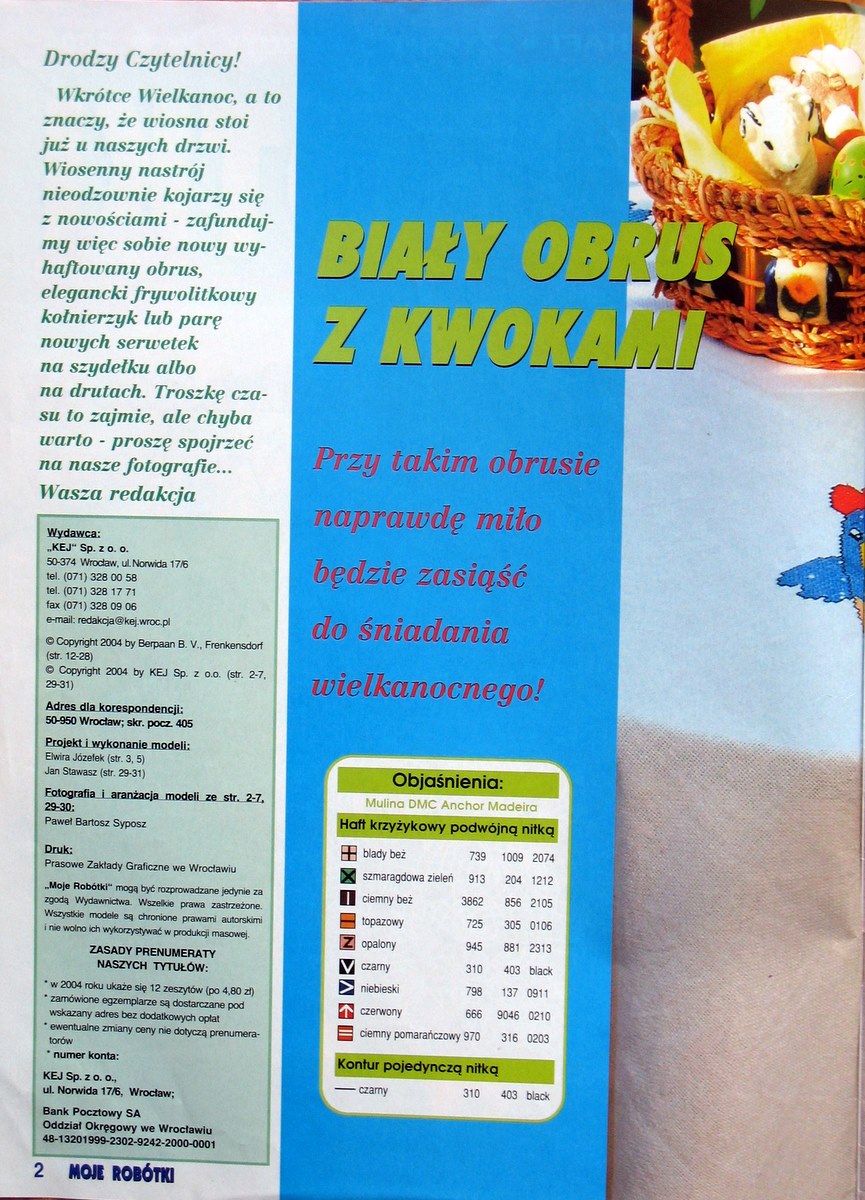 Drodzy Czytelnicy!
Wkrótce Wielkanoc, a to
znaczy, że wiosna stoi
już u naszych drzwi.
Wiosenny nastrój
nieodzownie kojarzy się
z nowościami - zafunduj-
my więc sobie nowy wy-
haftowany obrus,
elegancki frywolitkowy
kołnierzyk lub parę
nowych serwetek
na szydełku albo
na drutach. Troszkę cza-
su to zajmie, ale chyba
warto - proszę spojrzeć
na nasze fotografie...
Wasza redakcja
Wydawca:
„KEJ" Sp. z o. o.
50-374 Wrocław, ul. Norwida 17/6
tel. (071) 328 00 58
tel. (071) 328 17 71
fax (071) 328 09 06
e-mail: redakcja@kej.wroc.pl
© Copyright 2004 by Berpaan B. V., Frenkensdorf
(str. 12-28)
© Copyright 2004 by KEJ Sp. z o.o. (str. 2-7,
29-31)
Adres dla korespondencji:
50-950 Wrocław; skr. pocz. 405
Projekt i wykonanie modeli:
Elwira Józefek (str. 3, 5)
Jan Stawasz (str. 29-31)
Fotografia i aranżacja modeli ze str. 2-7,
29-30:
Paweł Bartosz Syposz
Druk:
Prasowe Zakłady Graficzne we Wrocławiu
„Moje Robótki" mogą być rozprowadzane jedynie za
zgodą Wydawnictwa. Wszelkie prawa zastrzeżone.
Wszystkie modele są chronione prawami autorskimi
i nie wolno ich wykorzystywać w produkcji masowej.
ZASADY PRENUMERATY
NASZYCH TYTUŁÓW:
* w 2004 roku ukaże się 12 zeszytów (po 4,80 zł)
* zamówione egzemplarze są dostarczane pod
wskazany adres bez dodatkowych opłat
* ewentualne zmiany ceny nie dotyczą prenumera-
torów
* numer konta:
KEJ Sp. z o. o.,
ul. Norwida 17/6, Wrocław;
Bank Pocztowy SA
Oddział Okręgowy we Wrocławiu
48-13201999-2302-9242-2000-0001
2 MOJE ROBÓTKI
BIAŁY OBRUS
Z KWOKAMI
Przy takim obrusie
naprawdę miło
będzie zasiąść
do śniadania
wielkanocnego!
Objaśnienia:
Mulina DMC Anchor Madeira
Haft krzyżykowy podwójną nitką
blady beż 739 1009 2074
szmaragdowa zieleń 913 204 1212
ciemny beż 3862 856 2105
topazowy 725 305 0106
Z opalony 945 881 2313
czarny 310 403 black
niebieski 798 137 0911
czerwony 666 9046 0210
ciemny pomarańczowy 970 316 0203
Kontur pojedynczą nitką
czarny 310 403 black